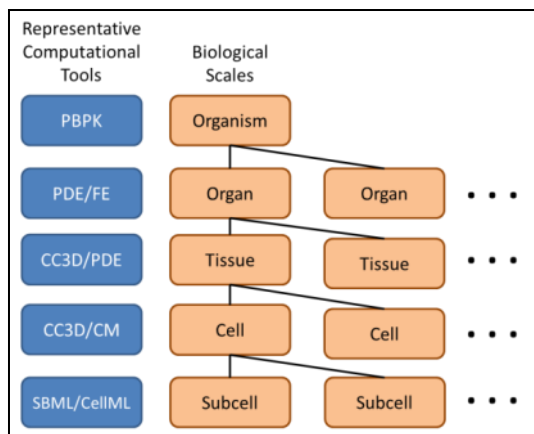 Representative
Computational
Tools
Biological
Scales
PBPK
Organism
PDE/FE
Organ
Organ
• • •
CC3D/PDE
Tissue
Tissue
• • •
CC3D/CM
Cell
Cell
• • •
SBML/CellML
Subcell
Subcell
• • •